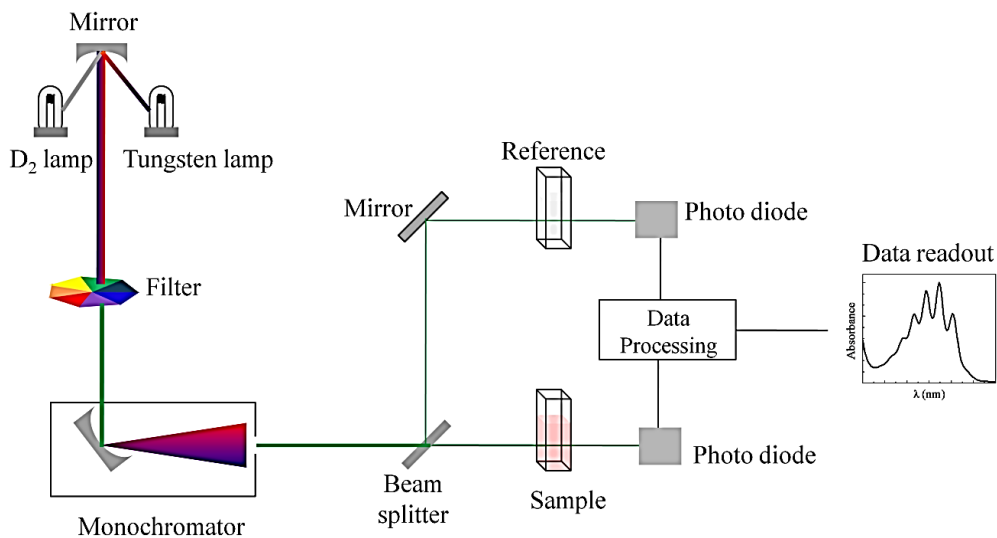 Mirror
D₂ lamp
Tungsten lamp
Filter
Monochromator
Mirror
Beam
splitter
Reference
Sample
Photo diode
Data
Processing
Photo diode
Data readout
Absorbance
λ (nm)